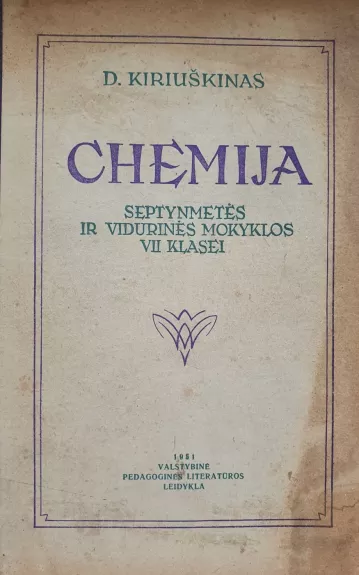 D. KIRIUŠKINAS
CHEMIJA
SEPTYNMETĖS
IR VIDURINĖS MOKYKLOS
VII KLASEI
1951
VALSTYBINĖ
PEDAGOGINĖS LITERATŪROS
LEIDYKLA